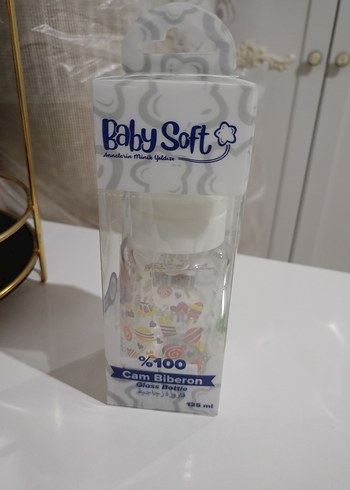 Baby Soft
Annelerin Minik Yıldızı
%100
Cam Biberon
Glass Bottle
125 ml